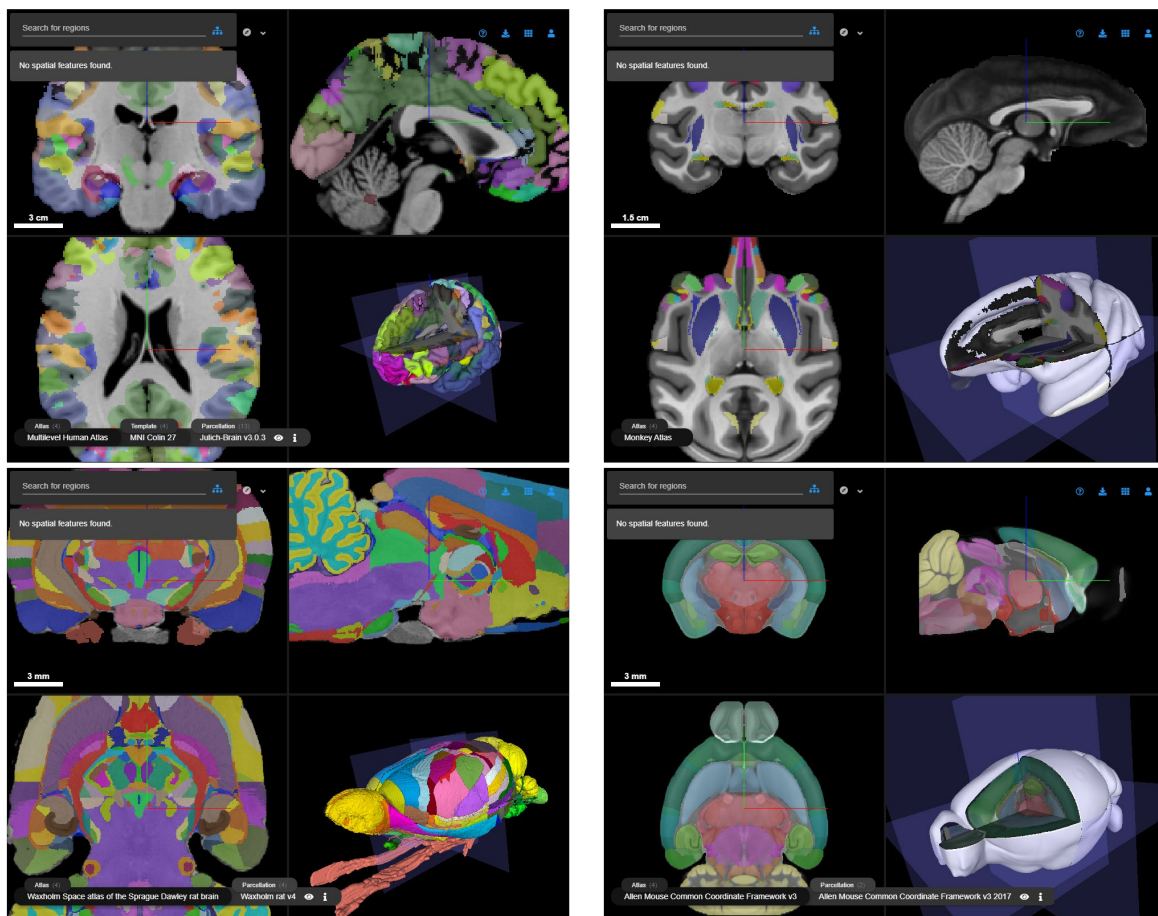 Search for regions
No spatial features found.
3 cm
Atlas (4)
Template (4)
Parcellation (13)
Multilevel Human Atlas
MNI Colin 27
Julich-Brain v3.0.3
Search for regions
No spatial features found.
1.5 cm
Atlas (4)
Monkey Atlas
Search for regions
No spatial features found.
3 mm
Atlas (4)
Parcellation (4)
Waxholm Space atlas of the Sprague Dawley rat brain
Waxholm rat v4
Search for regions
No spatial features found.
3 mm
Atlas (4)
Parcellation (2)
Allen Mouse Common Coordinate Framework v3
Allen Mouse Common Coordinate Framework v3 2017